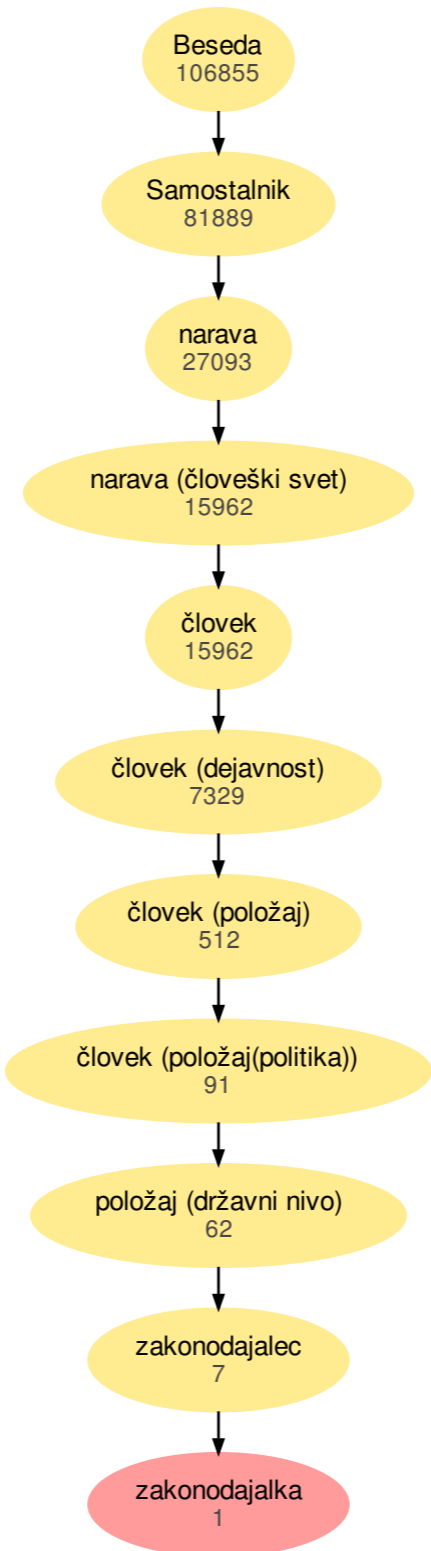 Beseda
106855
Samostalnik
81889
narava
27093
narava (človeški svet)
15962
človek
15962
človek (dejavnost)
7329
človek (položaj)
512
človek (položaj(politika))
91
položaj (državni nivo)
62
zakonodajalec
7
zakonodajalka
1